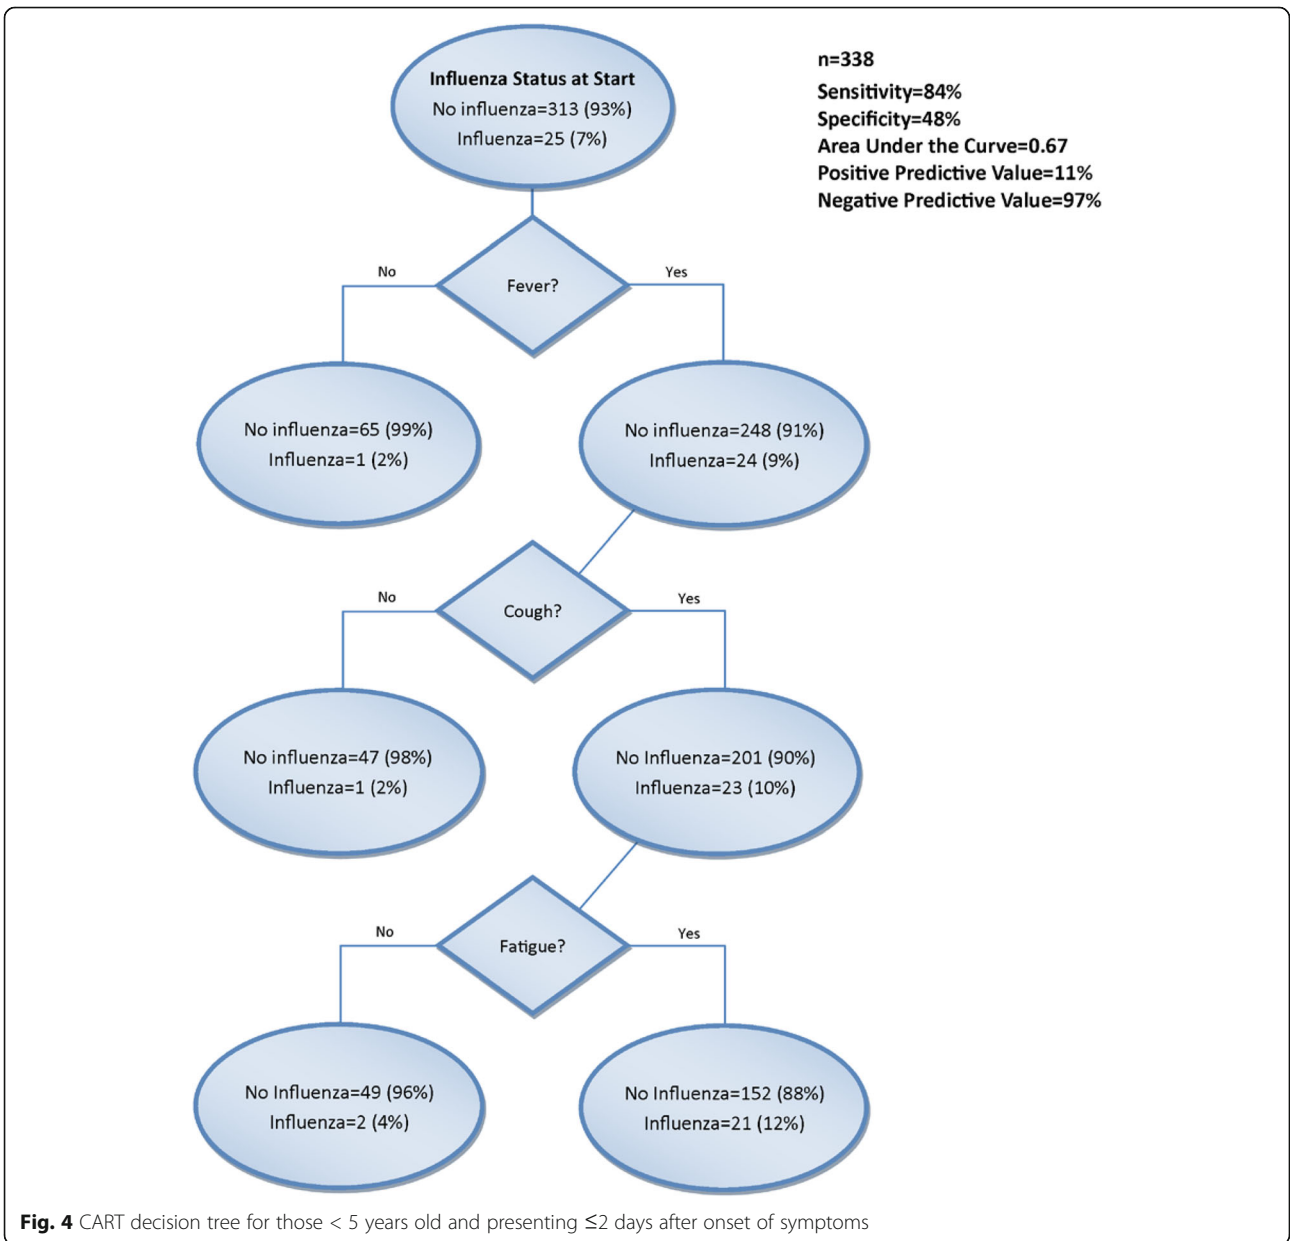 Influenza Status at Start
No influenza=313 (93%)
Influenza=25 (7%)
n=338
Sensitivity=84%
Specificity=48%
Area Under the Curve=0.67
Positive Predictive Value=11%
Negative Predictive Value=97%
Fever?
No
Yes
No influenza=65 (99%)
Influenza=1 (2%)
No influenza=248 (91%)
Influenza=24 (9%)
Cough?
No
Yes
No influenza=47 (98%)
Influenza=1 (2%)
No Influenza=201 (90%)
Influenza=23 (10%)
Fatigue?
No
Yes
No Influenza=49 (96%)
Influenza=2 (4%)
No Influenza=152 (88%)
Influenza=21 (12%)
Fig. 4 CART decision tree for those < 5 years old and presenting ≤2 days after onset of symptoms